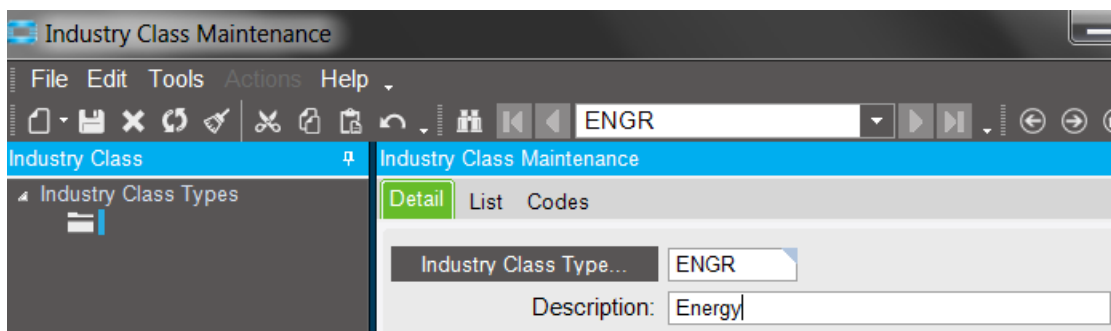 Industry Class Maintenance
File Edit Tools Actions Help
ENGR
Industry Class
Industry Class Maintenance
Industry Class Types
Detail List Codes
Industry Class Type... ENGR
Description: Energy